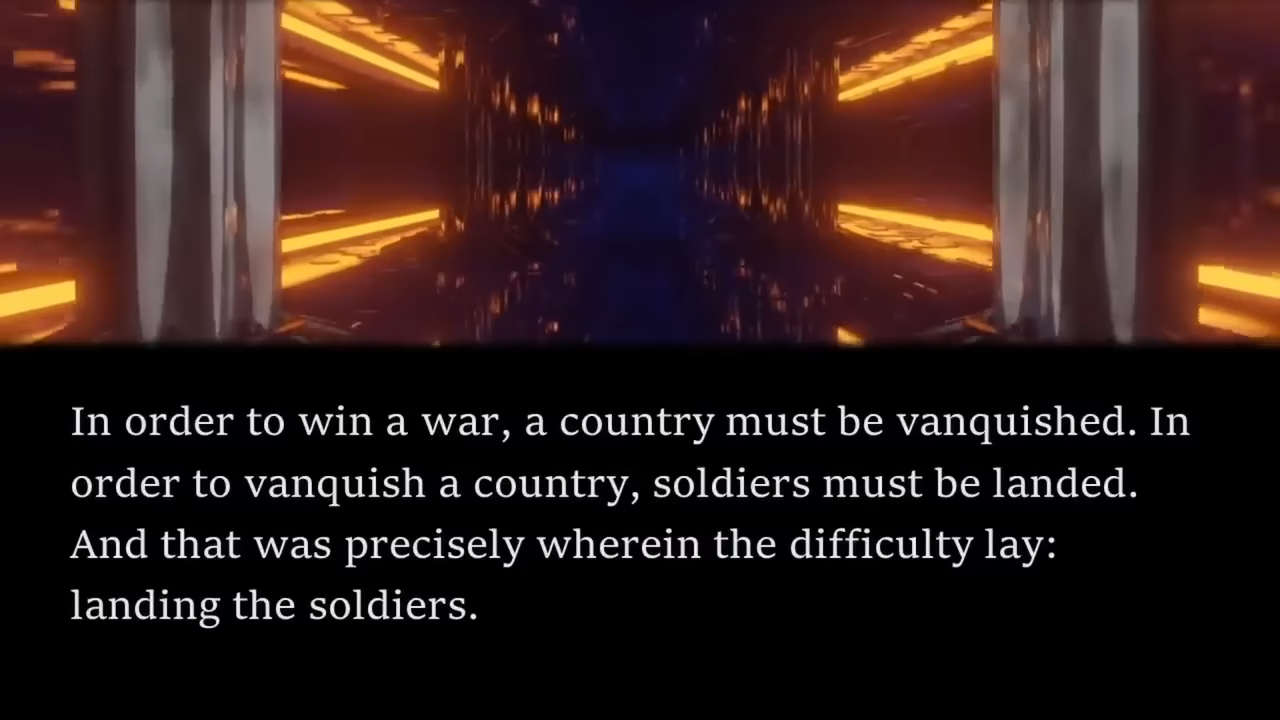 In order to win a war, a country must be vanquished. In
order to vanquish a country, soldiers must be landed.
And that was precisely wherein the difficulty lay:
landing the soldiers.